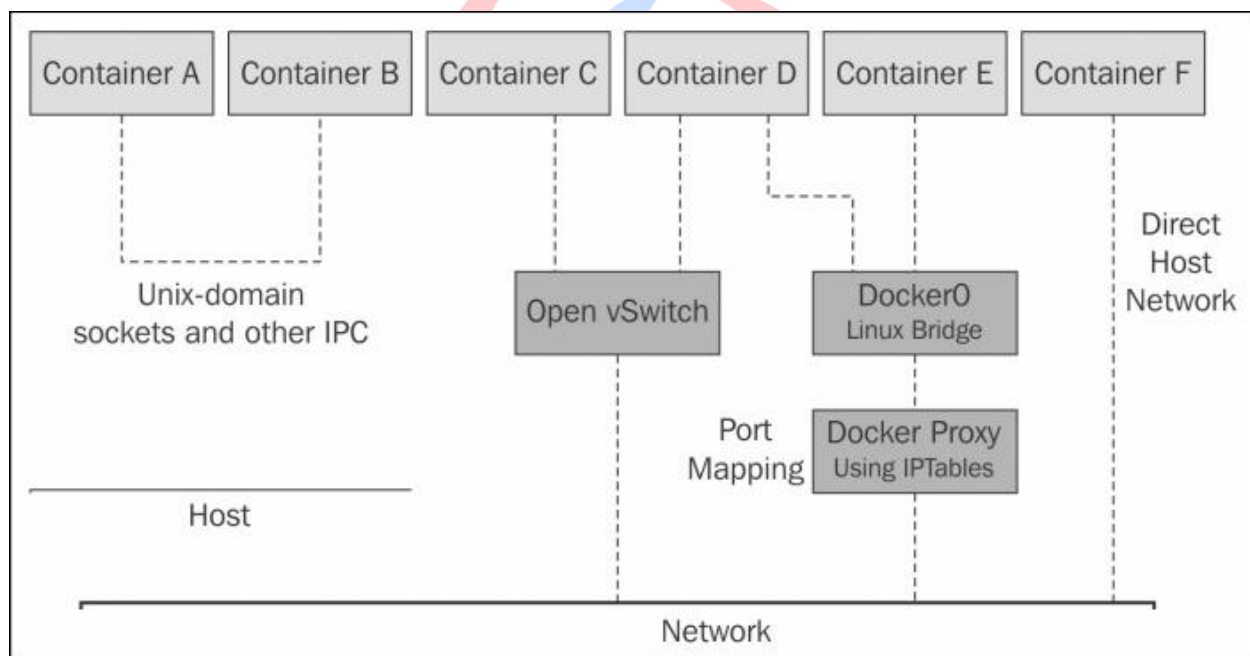 Container A
Container B
Container C
Container D
Container E
Container F
Unix-domain
sockets and other IPC
Open vSwitch
Docker0
Linux Bridge
Direct
Host
Network
Port
Mapping
Docker Proxy
Using IPTables
Host
Network